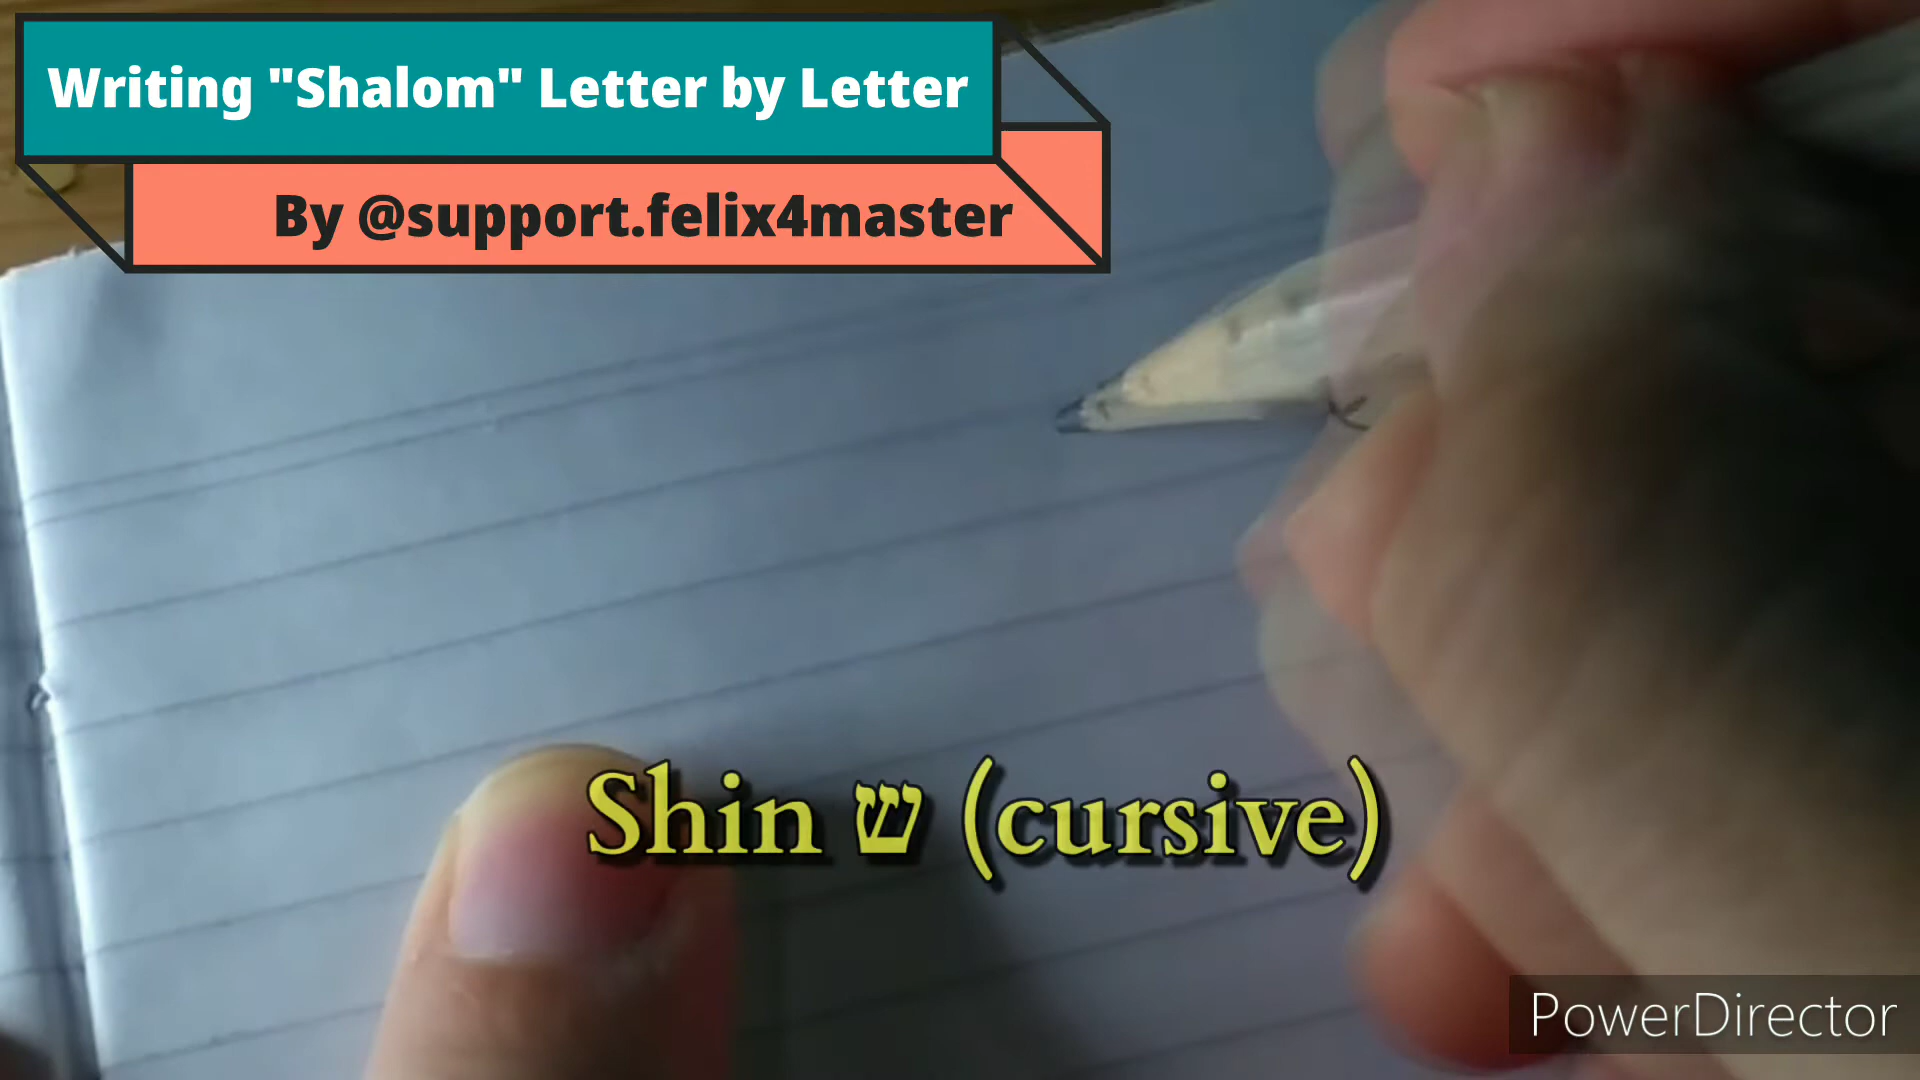 Writing "Shalom" Letter by Letter
By @support.felix4master
Shin ש (cursive)
PowerDirector